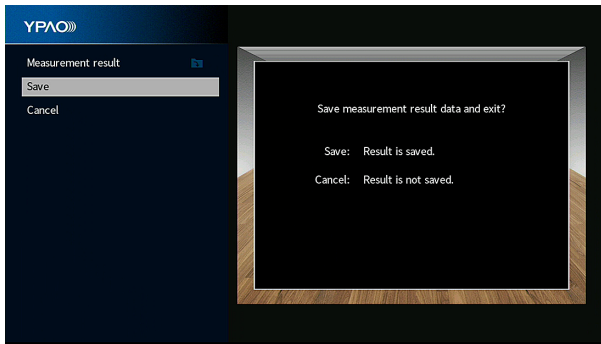 YPAO
Measurement result
Save
Cancel
Save measurement result data and exit?
Save: Result is saved.
Cancel: Result is not saved.